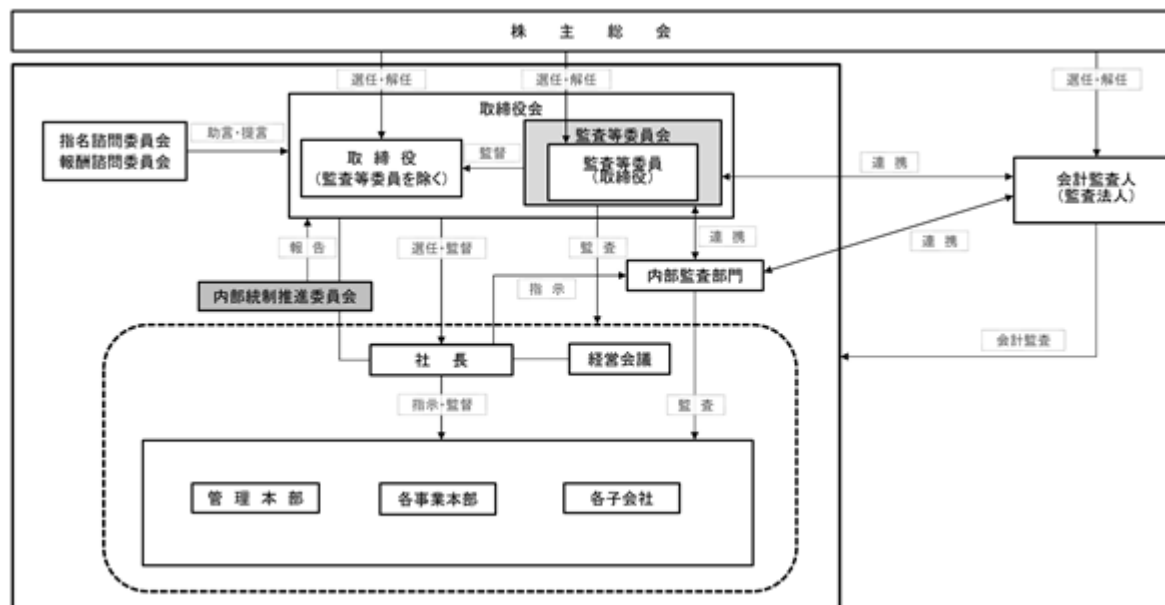 株 主 総 会
選任・解任
選任・解任
選任・解任
取締役会
指名諮問委員会
報酬諮問委員会
助言・提言
取 締 役
(監査等委員を除く)
監督
監査等委員会
監査等委員
(取締役)
連 携
会計監査人
(監査法人)
報 告
選任・監督
監 査
連 携
連 携
内部統制推進委員会
指 示
内部監査部門
社 長
経営会議
会計監査
指示・監督
監 査
管 理 本 部
各事業本部
各子会社